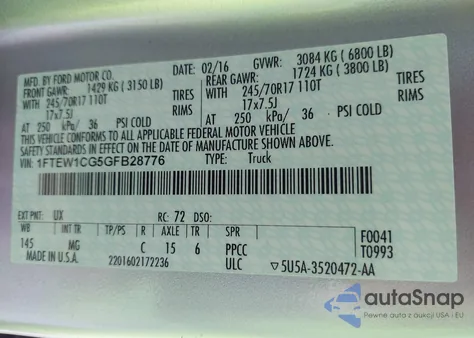 MFD. BY FORD MOTOR CO.
DATE: 02/16 GVWR: 3084 KG ( 6800 LB)
FRONT GAWR: 1429 KG ( 3150 LB) REAR GAWR: 1724 KG ( 3800 LB)
WITH 245/70R17 110T TIRES WITH 245/70R17 110T TIRES
17x7.5J RIMS 17x7.5J RIMS
AT 250 kPa/ 36 PSI COLD AT 250 kPa/ 36 PSI COLD
THIS VEHICLE CONFORMS TO ALL APPLICABLE FEDERAL MOTOR VEHICLE
SAFETY STANDARDS IN EFFECT ON THE DATE OF MANUFACTURE SHOWN ABOVE.
VIN: 1FTEW1CG5GFB28776 TYPE: Truck
EXT PNT: UX RC: 72 DSO:
WB R AXLE TR SPR F0041
145 MG C 15 6 PPCC T0993
MADE IN U.S.A. 2201602172236 ULC ▽5U5A-3520472-AA
autoSnap
Pewne auta z USA i EU